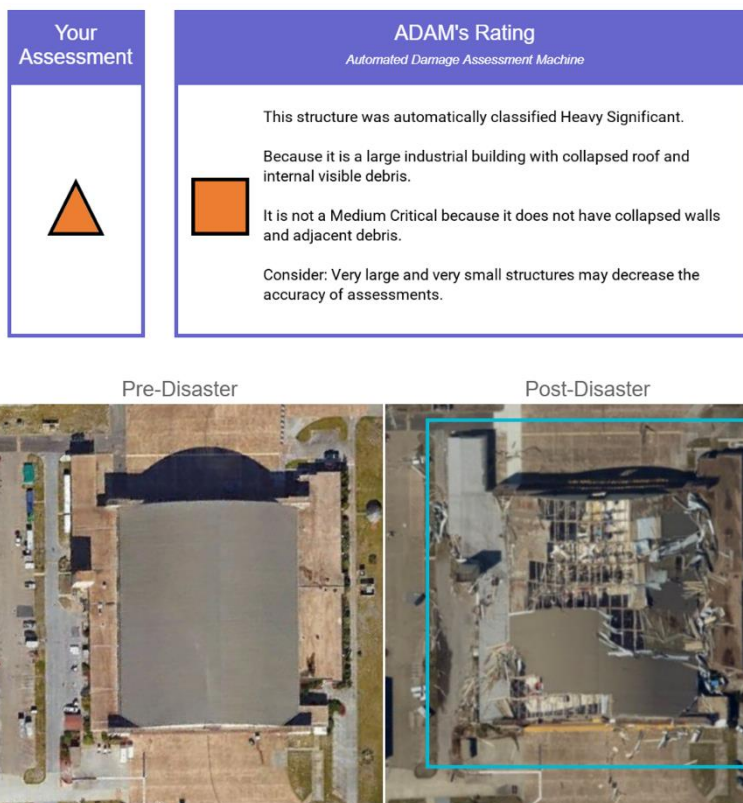 Your
Assessment
ADAM's Rating
Automated Damage Assessment Machine
This structure was automatically classified Heavy Significant.
Because it is a large industrial building with collapsed roof and
internal visible debris.
It is not a Medium Critical because it does not have collapsed walls
and adjacent debris.
Consider: Very large and very small structures may decrease the
accuracy of assessments.
Pre-Disaster
Post-Disaster